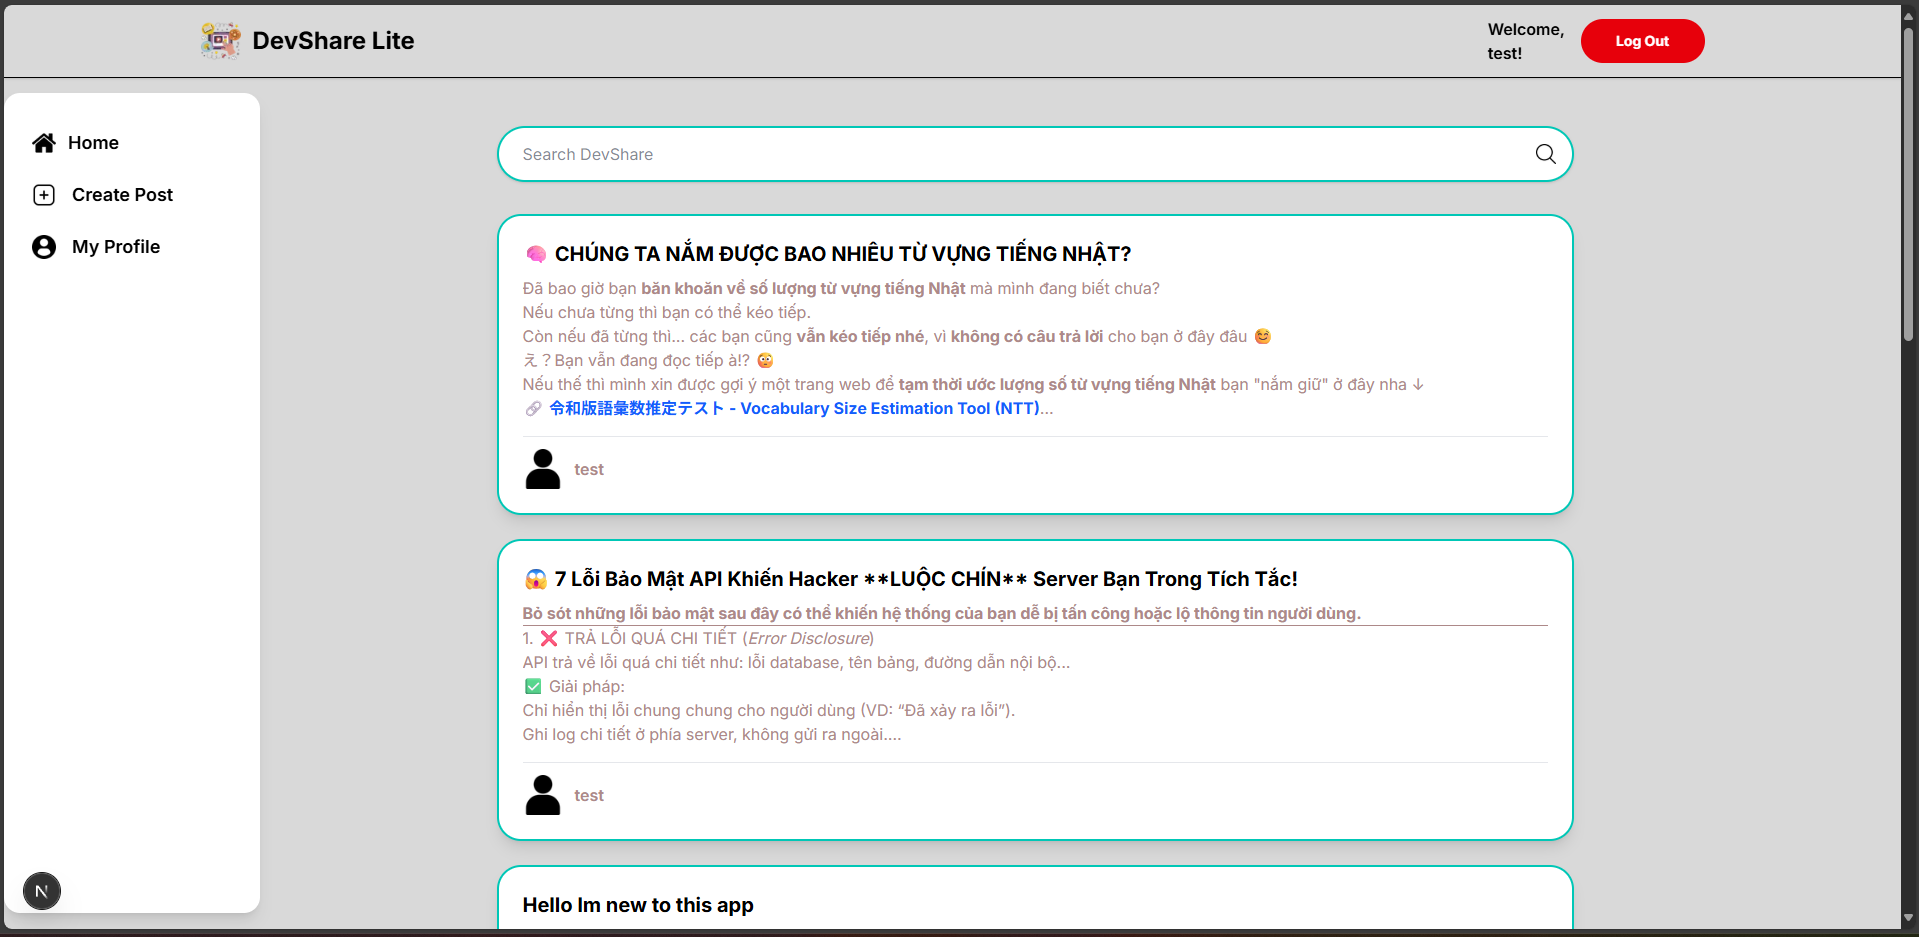 DevShare Lite
Welcome,
test!
Log Out
Home
Create Post
My Profile
Search DevShare
🧠 CHÚNG TA NẮM ĐƯỢC BAO NHIÊU TỪ VỰNG TIẾNG NHẬT?
Đã bao giờ bạn băn khoăn về số lượng từ vựng tiếng Nhật mà mình đang biết chưa?
Nếu chưa từng thì bạn có thể kéo tiếp.
Còn nếu đã từng thì... các bạn cũng vẫn kéo tiếp nhé, vì không có câu trả lời cho bạn ở đây đâu 😊
え？Bạn vẫn đang đọc tiếp à!? 😳
Nếu thế thì mình xin được gợi ý một trang web để tạm thời ước lượng số từ vựng tiếng Nhật bạn "nắm giữ" ở đây nha ↓
🔗 令和版語彙数推定テスト - Vocabulary Size Estimation Tool (NTT)...
test
😱 7 Lỗi Bảo Mật API Khiến Hacker **LUỘC CHÍN** Server Bạn Trong Tích Tắc!
Bỏ sót những lỗi bảo mật sau đây có thể khiến hệ thống của bạn dễ bị tấn công hoặc lộ thông tin người dùng.
1. ❌ TRẢ LỖI QUÁ CHI TIẾT (Error Disclosure)
API trả về lỗi quá chi tiết như: lỗi database, tên bảng, đường dẫn nội bộ...
✅ Giải pháp:
Chỉ hiển thị lỗi chung chung cho người dùng (VD: “Đã xảy ra lỗi”).
Ghi log chi tiết ở phía server, không gửi ra ngoài....
test
Hello Im new to this app
N